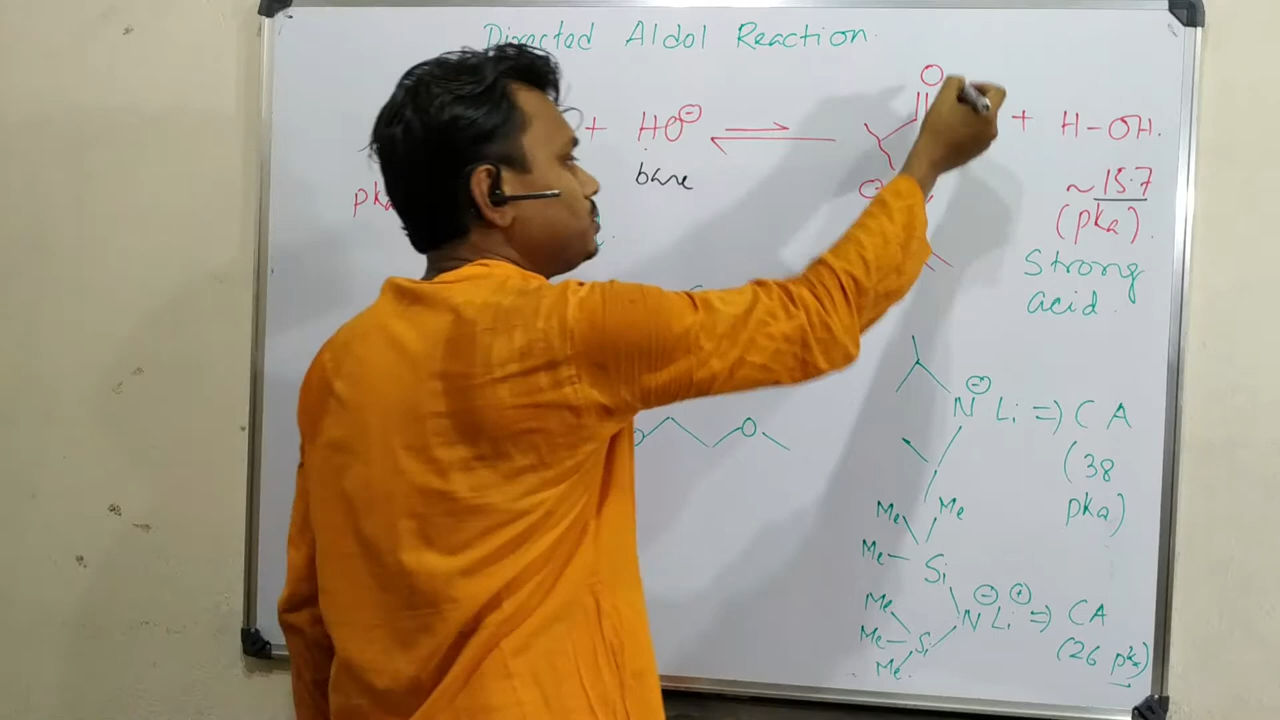 Directed Aldol Reaction.
+ HO⊖ ⇌ O + H-OH.
base
pka
~15.7
(pka).
Strong
acid.
N⊖ Li => CA
(38
pka)
O
Me Me
Me Si
Me N⊖ Li⊕ => CA
Me Si
Me.
(26 pka)